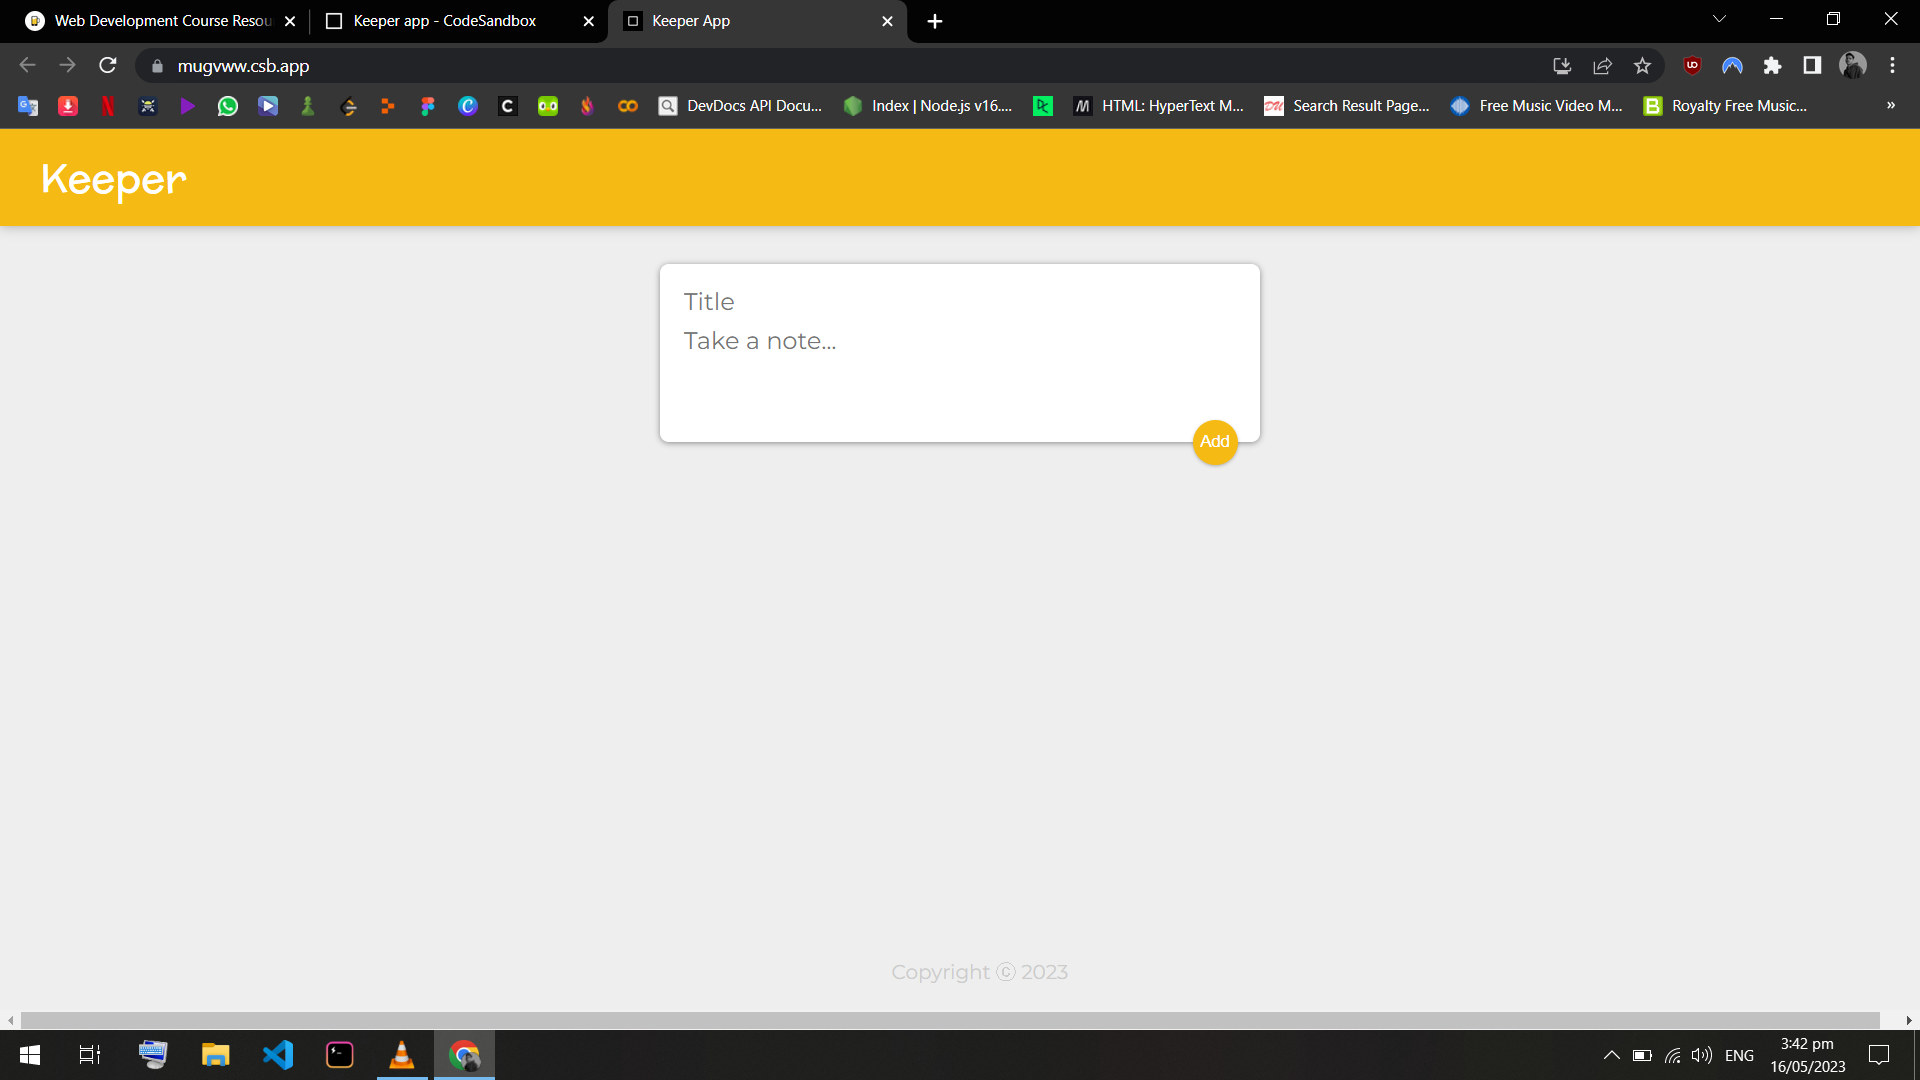 Web Development Course Resou
Keeper app - CodeSandbox
Keeper App
mugvww.csb.app
DevDocs API Docu...
Index | Node.js v16....
HTML: HyperText M...
Search Result Page...
Free Music Video M...
Royalty Free Music...
»
Keeper
Title
Take a note...
Add
Copyright ⓒ 2023
ENG
3:42 pm
16/05/2023